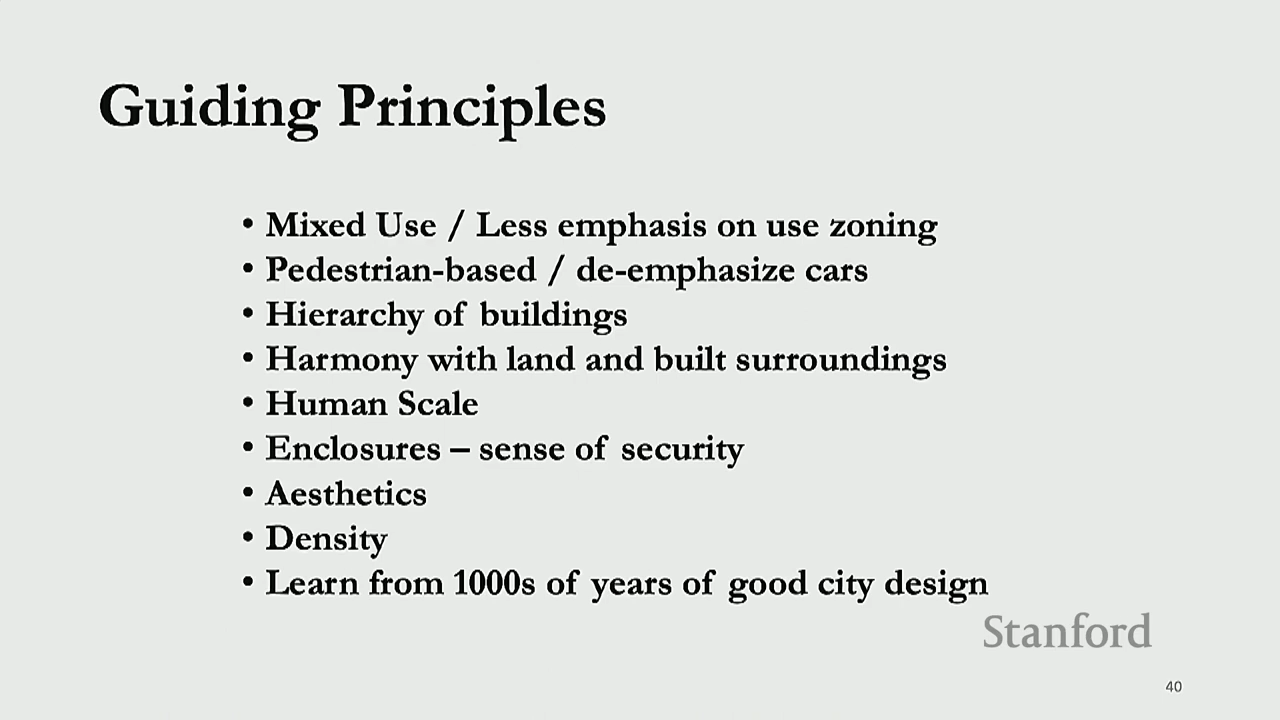 Guiding Principles
• Mixed Use / Less emphasis on use zoning
• Pedestrian-based / de-emphasize cars
• Hierarchy of buildings
• Harmony with land and built surroundings
• Human Scale
• Enclosures – sense of security
• Aesthetics
• Density
• Learn from 1000s of years of good city design
Stanford
40